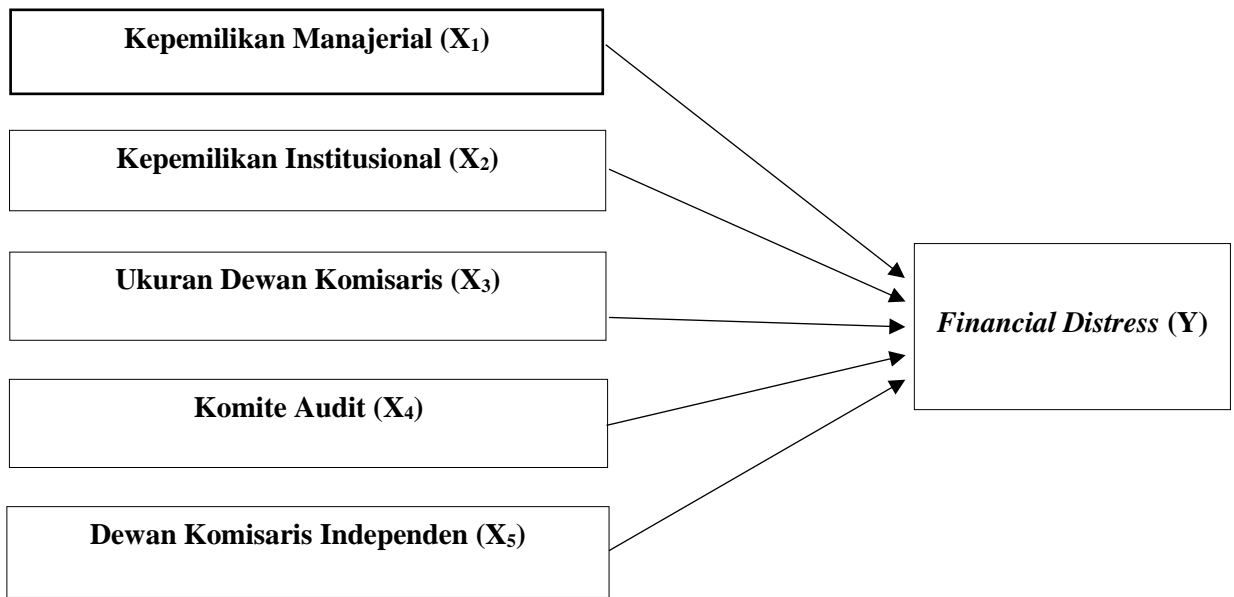 Kepemilikan Manajerial (X₁)
Kepemilikan Institusional (X₂)
Ukuran Dewan Komisaris (X₃)
Komite Audit (X₄)
Dewan Komisaris Independen (X₅)
Financial Distress (Y)